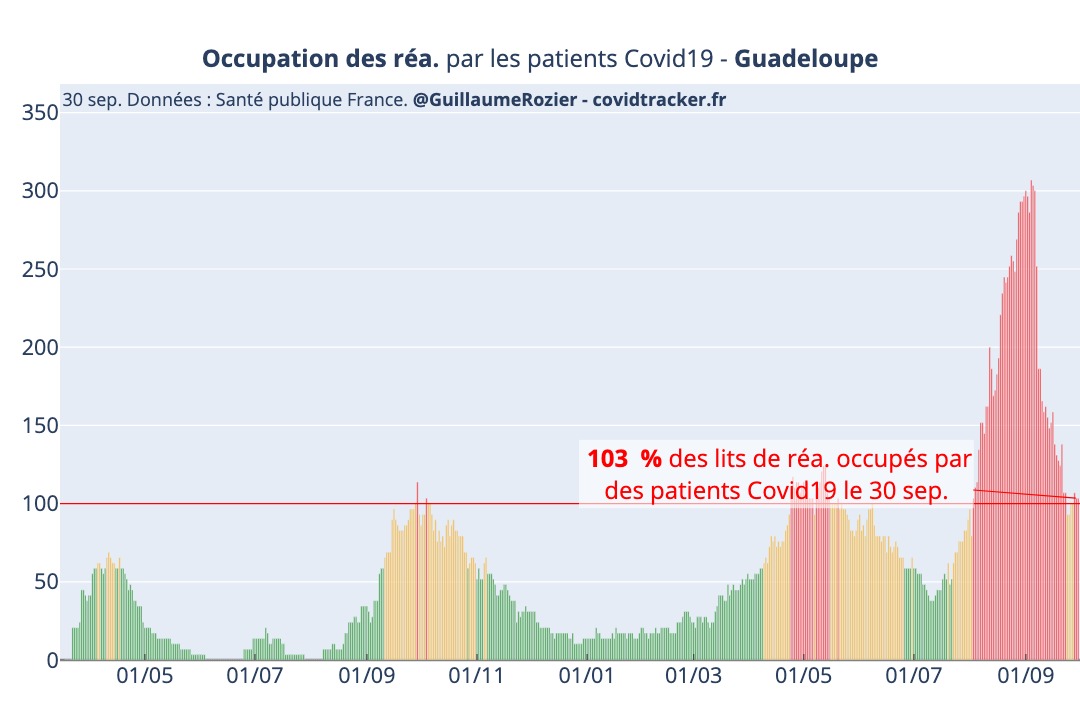 Occupation des réa. par les patients Covid19 - Guadeloupe
30 sep. Données : Santé publique France. @GuillaumeRozier - covidtracker.fr
350
300
250
200
150
100
50
0
103 % des lits de réa. occupés par
des patients Covid19 le 30 sep.
01/05 01/07 01/09 01/11 01/01 01/03 01/05 01/07 01/09